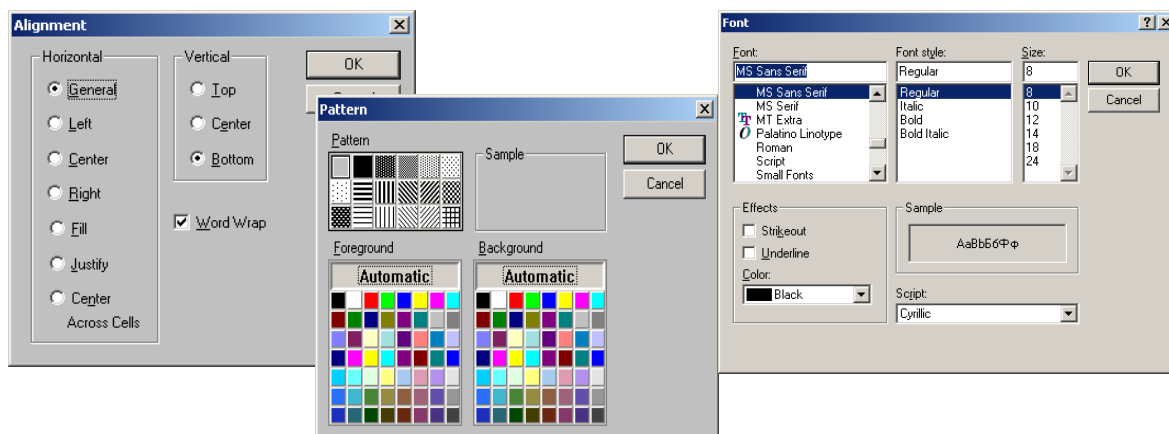 Alignment
Horizontal
General
Left
Center
Right
Fill
Justify
Center
Across Cells
Vertical
Top
Center
Bottom
Word Wrap
OK
Pattern
Pattern
Sample
OK
Cancel
Foreground
Automatic
Background
Automatic
Font
Font:
MS Sans Serif
MS Sans Serif
MS Serif
MT Extra
Palatino Linotype
Roman
Script
Small Fonts
Font style:
Regular
Regular
Italic
Bold
Bold Italic
Size:
8
8
10
12
14
18
24
OK
Cancel
Effects
Strikeout
Underline
Color:
Black
Sample
AaBbБбФф
Script:
Cyrillic